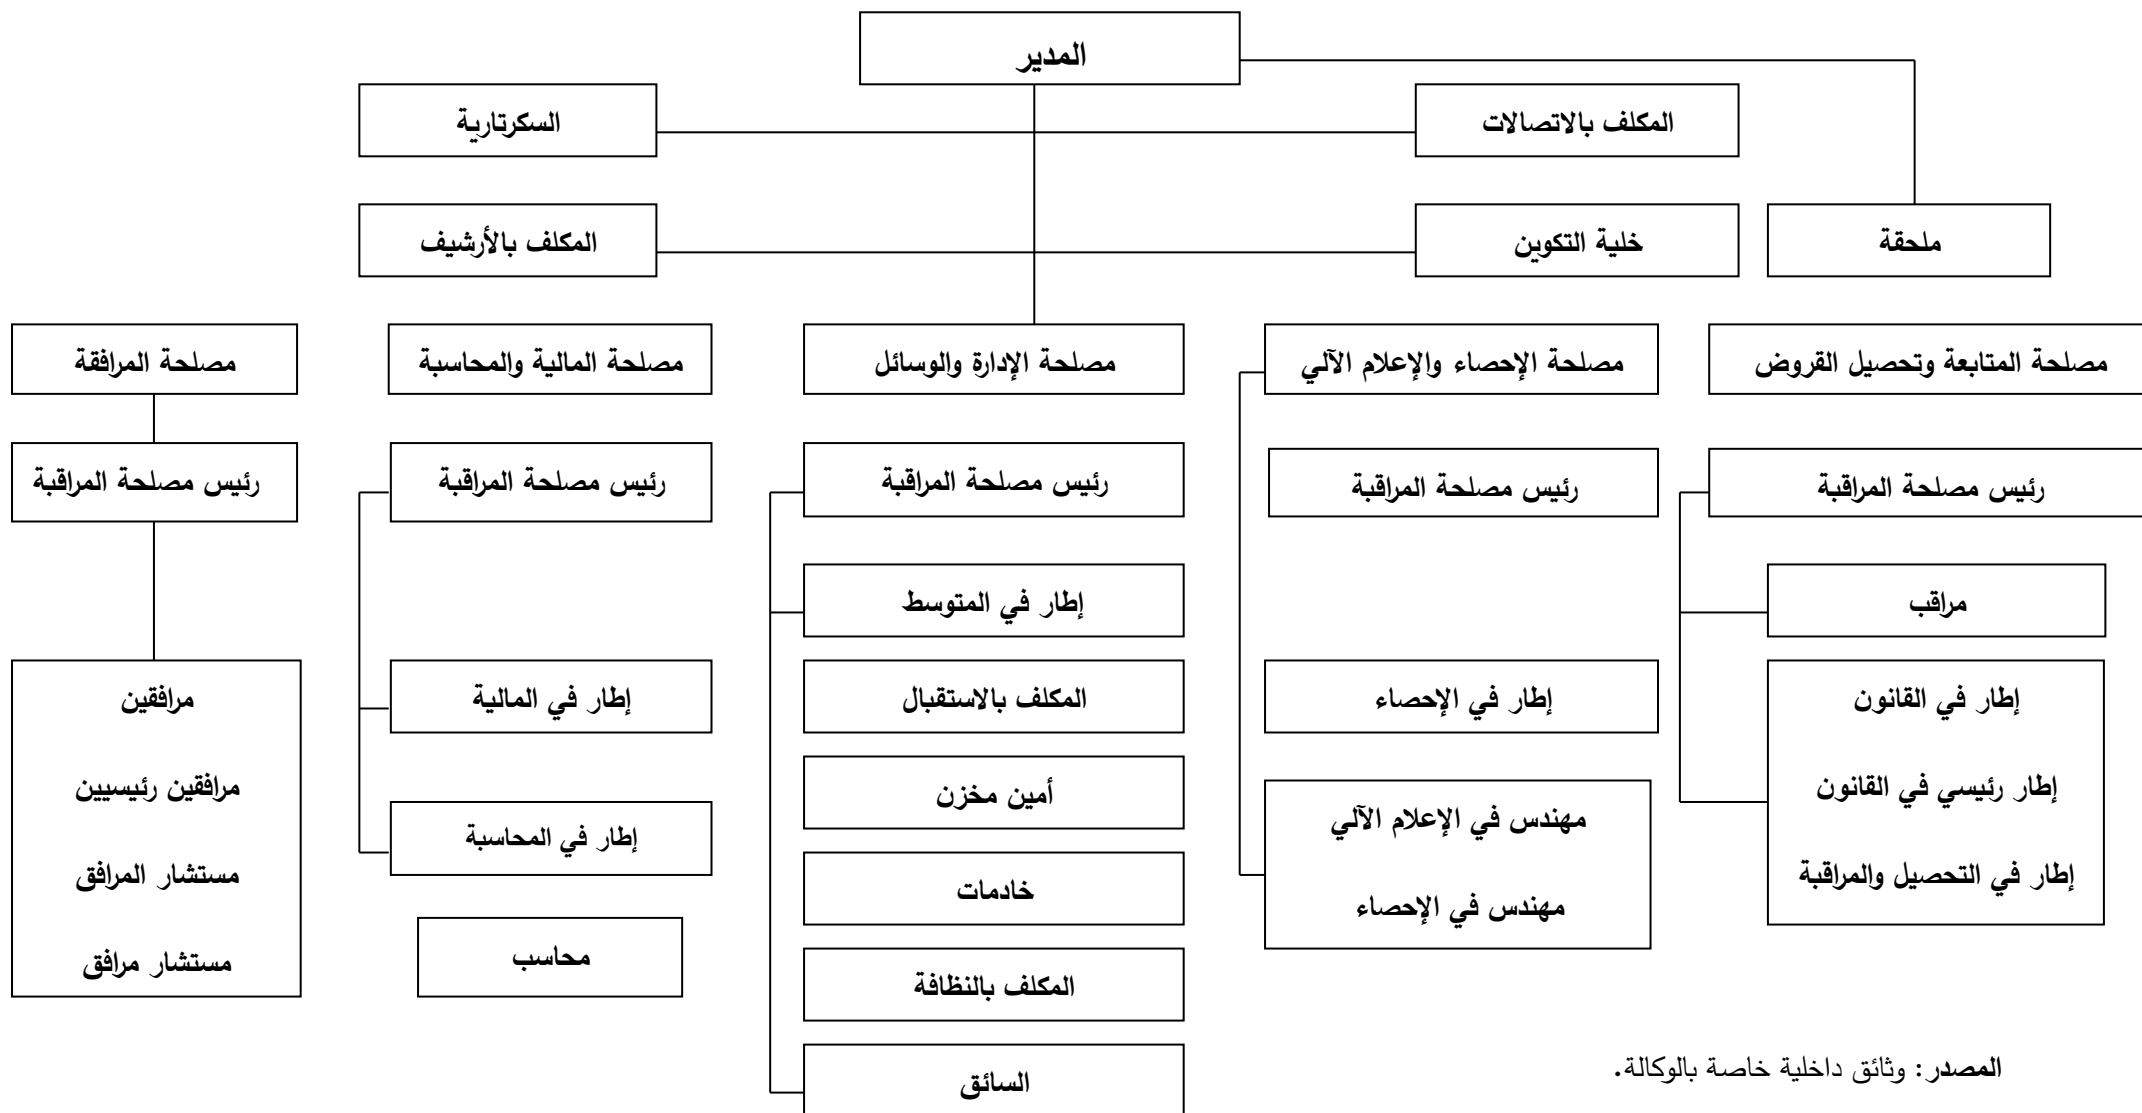 المدير
المكلف بالاتصالات
السكرتارية
ملحقة
خلية التكوين
المكلف بالأرشيف
مصلحة المتابعة وتحصيل القروض
مصلحة الإحصاء والإعلام الآلي
مصلحة الإدارة والوسائل
مصلحة المالية والمحاسبة
مصلحة المرافقة
رئيس مصلحة المراقبة
رئيس مصلحة المراقبة
رئيس مصلحة المراقبة
رئيس مصلحة المراقبة
رئيس مصلحة المراقبة
مراقب
إطار في القانون
إطار رئيسي في القانون
إطار في التحصيل والمراقبة
إطار في الإحصاء
مهندس في الإعلام الآلي
مهندس في الإحصاء
إطار في المتوسط
المكلف بالاستقبال
أمين مخزن
خادمات
المكلف بالنظافة
السائق
إطار في المالية
إطار في المحاسبة
محاسب
مرافقين
مرافقين رئيسيين
مستشار المرافق
مستشار مرافق
المصدر: وثائق داخلية خاصة بالوكالة.